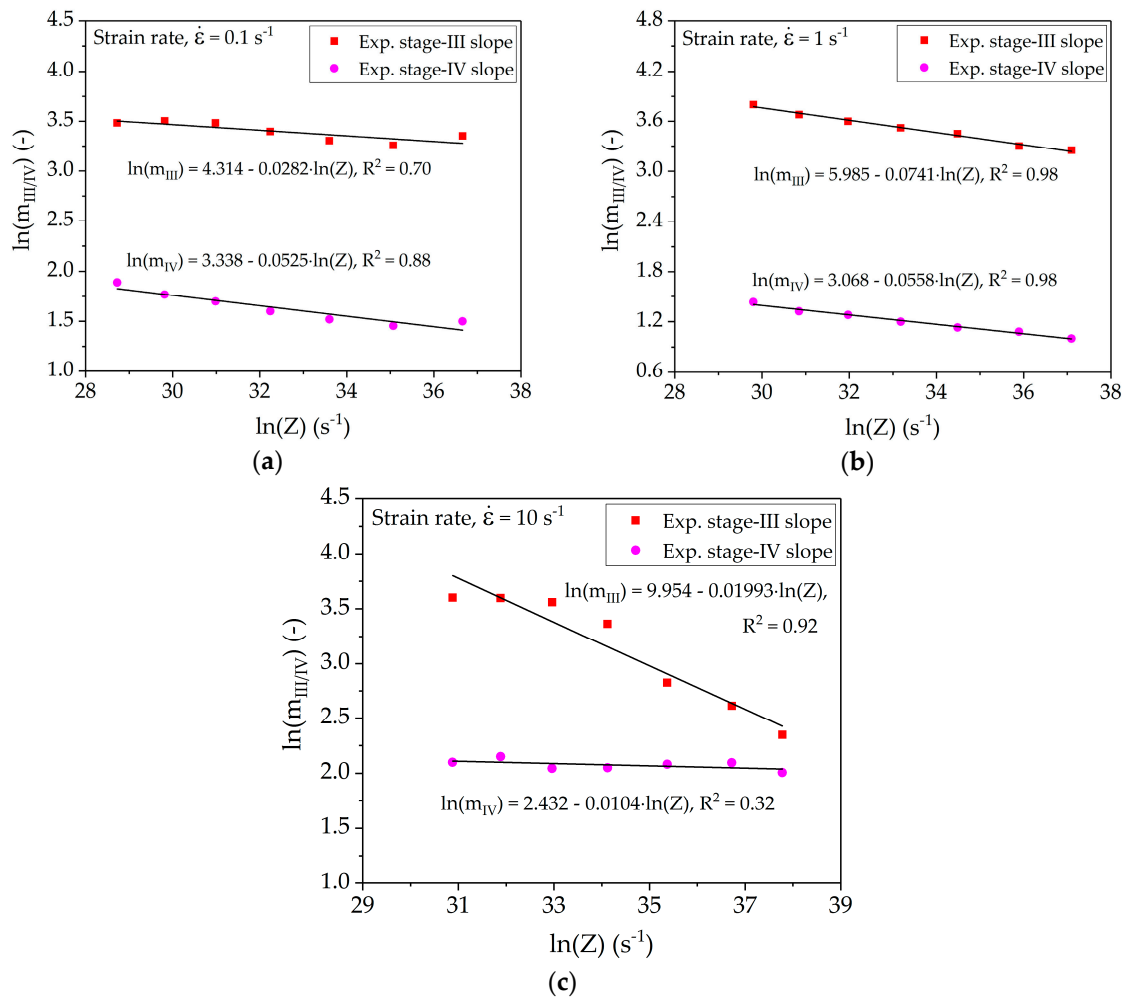 Strain rate, ε̇ = 0.1 s⁻¹
Exp. stage-III slope
Exp. stage-IV slope
4.5
4.0
3.5
3.0
2.5
2.0
1.5
1.0
ln(m_III/IV) (-)
ln(m_III) = 4.314 - 0.0282·ln(Z), R² = 0.70
ln(m_IV) = 3.338 - 0.0525·ln(Z), R² = 0.88
28 30 32 34 36 38
ln(Z) (s⁻¹)
(a)
Strain rate, ε̇ = 1 s⁻¹
Exp. stage-III slope
Exp. stage-IV slope
4.8
4.2
3.6
3.0
2.4
1.8
1.2
0.6
ln(m_III/IV) (-)
ln(m_III) = 5.985 - 0.0741·ln(Z), R² = 0.98
ln(m_IV) = 3.068 - 0.0558·ln(Z), R² = 0.98
28 30 32 34 36 38
ln(Z) (s⁻¹)
(b)
Strain rate, ε̇ = 10 s⁻¹
Exp. stage-III slope
Exp. stage-IV slope
4.5
4.0
3.5
3.0
2.5
2.0
1.5
1.0
ln(m_III/IV) (-)
ln(m_III) = 9.954 - 0.01993·ln(Z),
R² = 0.92
ln(m_IV) = 2.432 - 0.0104·ln(Z), R² = 0.32
29 31 33 35 37 39
ln(Z) (s⁻¹)
(c)